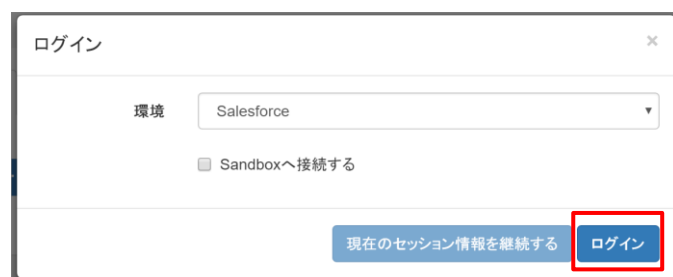 ログイン ×
環境 Salesforce ▼
Sandboxへ接続する
現在のセッション情報を継続する ログイン